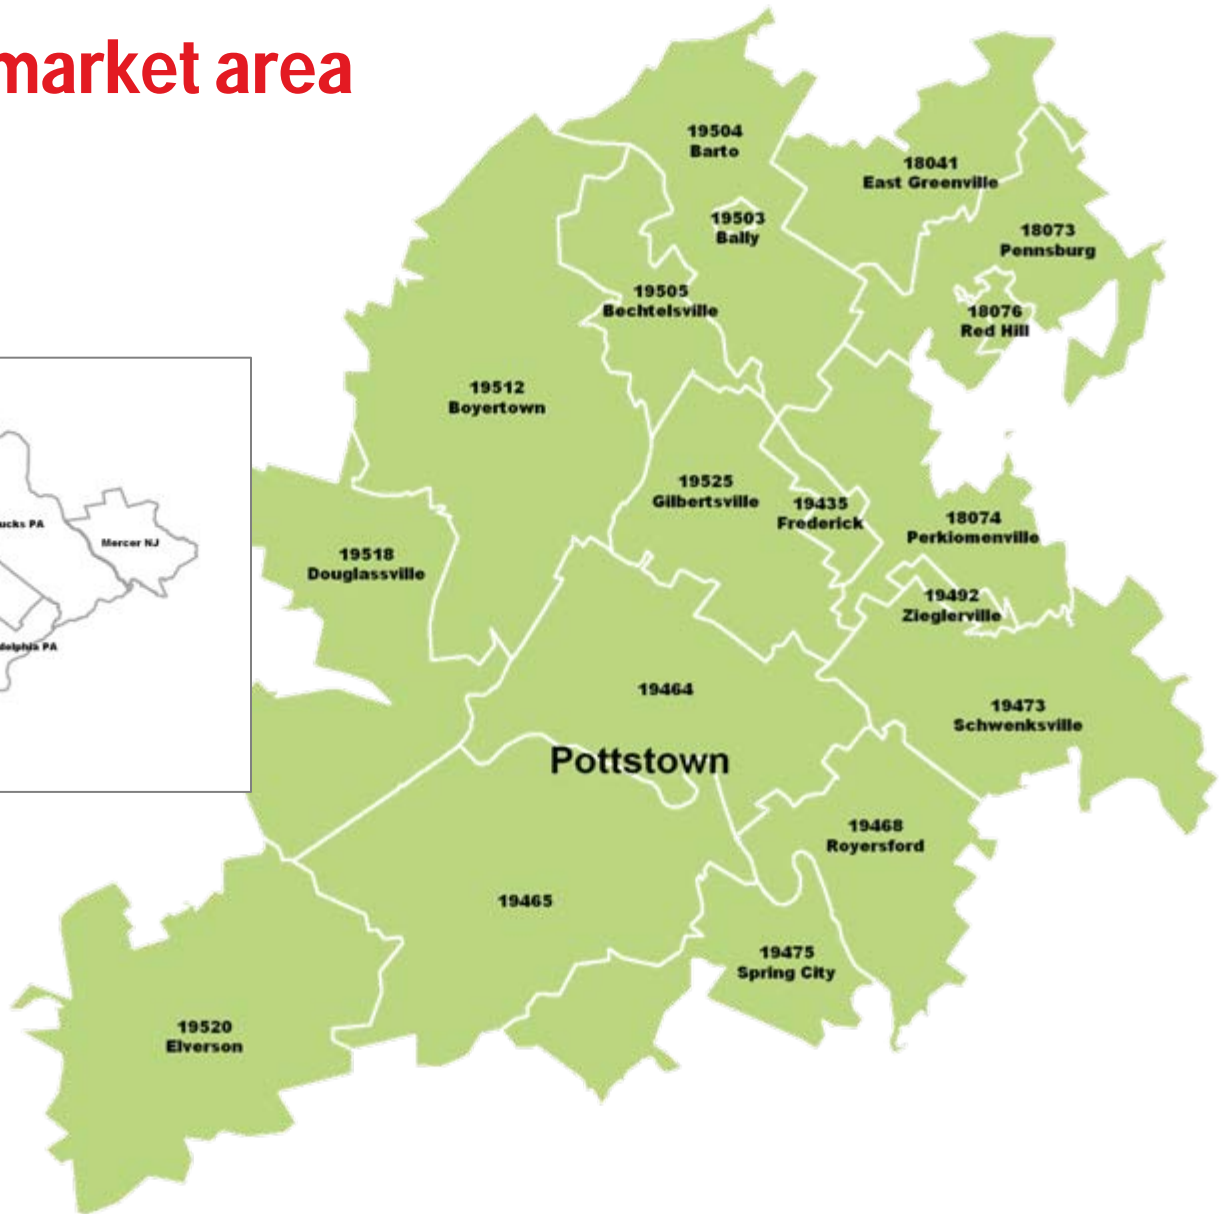 market area
19504
Barto
18041
East Greenville
19503
Bally
18073
Pennsburg
19505
Bechtelsville
18076
Red Hill
19512
Boyertown
19525
Gilbertsville
19435
Frederick
18074
Perkiomenville
ucks PA
Mercer NJ
19518
Douglassville
19492
Zieglerville
delphia PA
19464
19473
Schwenksville
Pottstown
19468
Royersford
19465
19475
Spring City
19520
Elverson